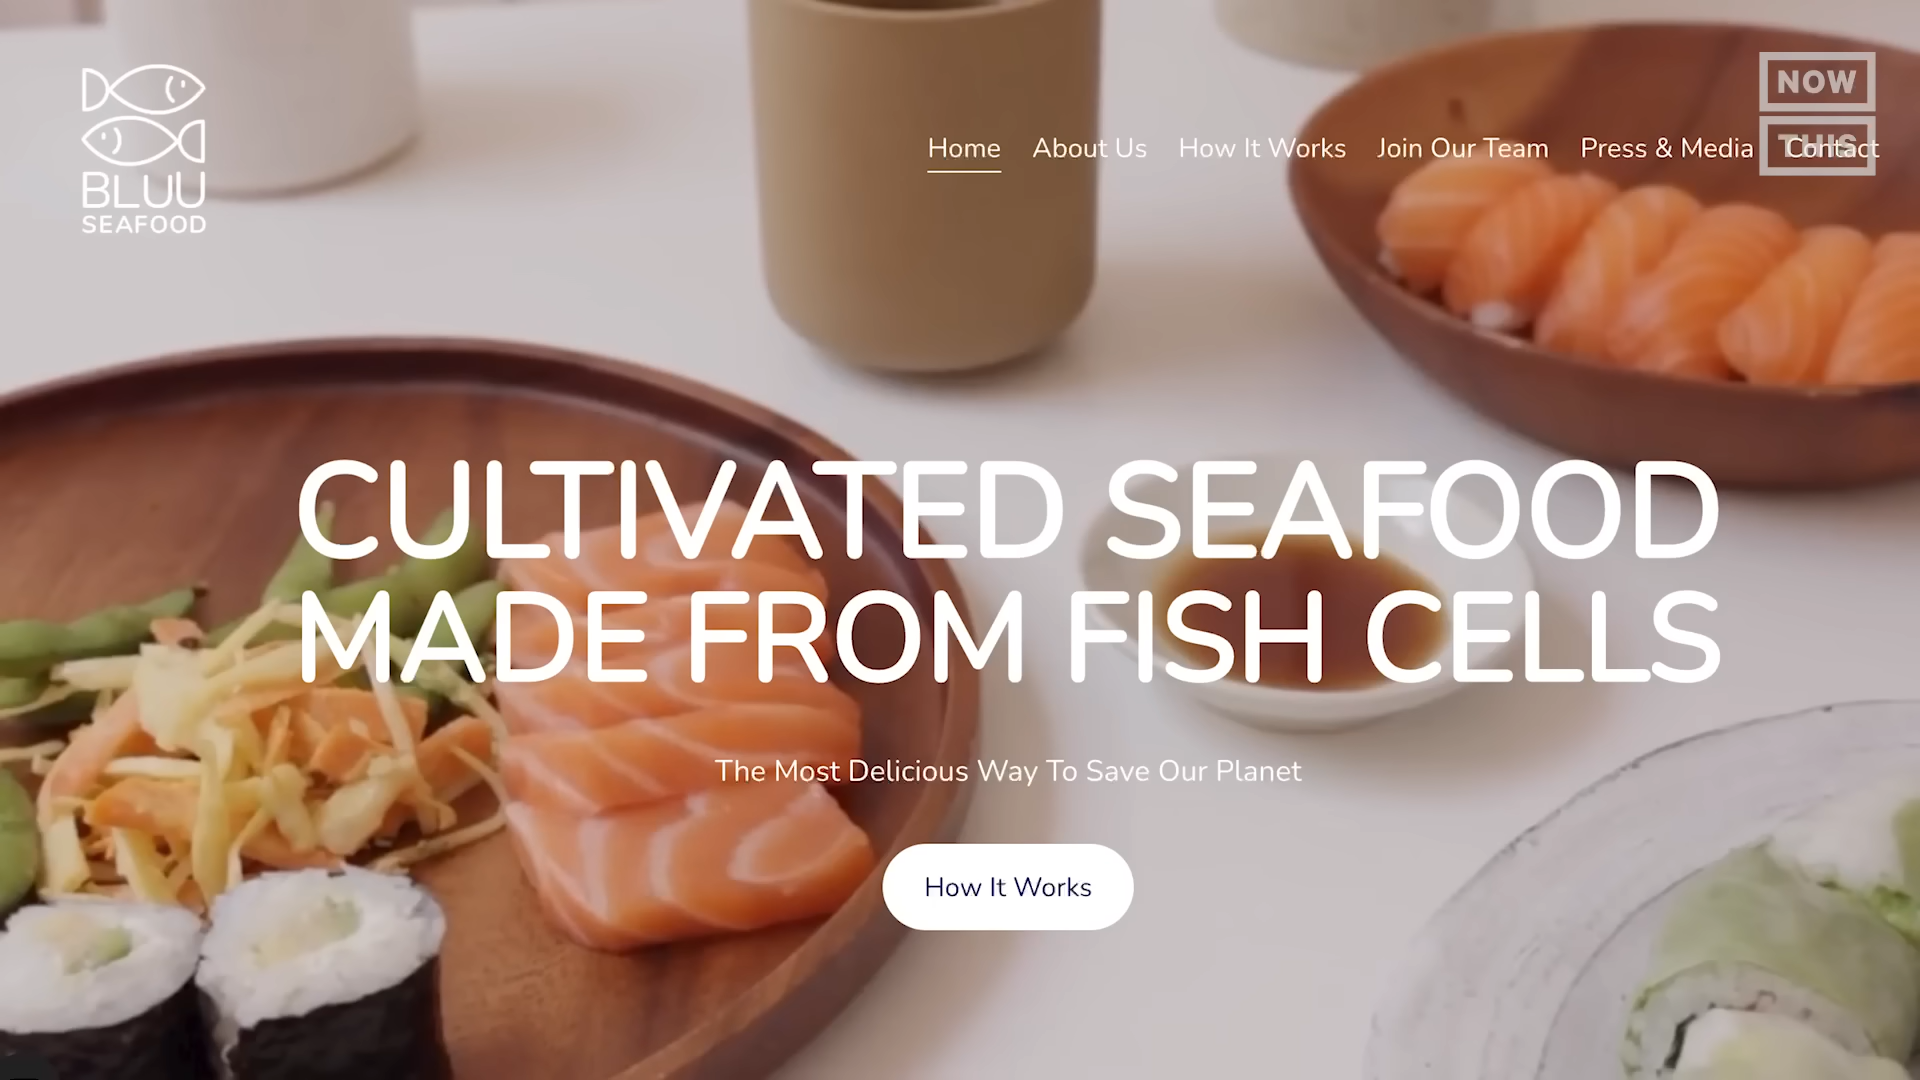 BLUU
SEAFOOD
Home About Us How It Works Join Our Team Press & Media Contact
NOW
THIS
CULTIVATED SEAFOOD
MADE FROM FISH CELLS
The Most Delicious Way To Save Our Planet
How It Works